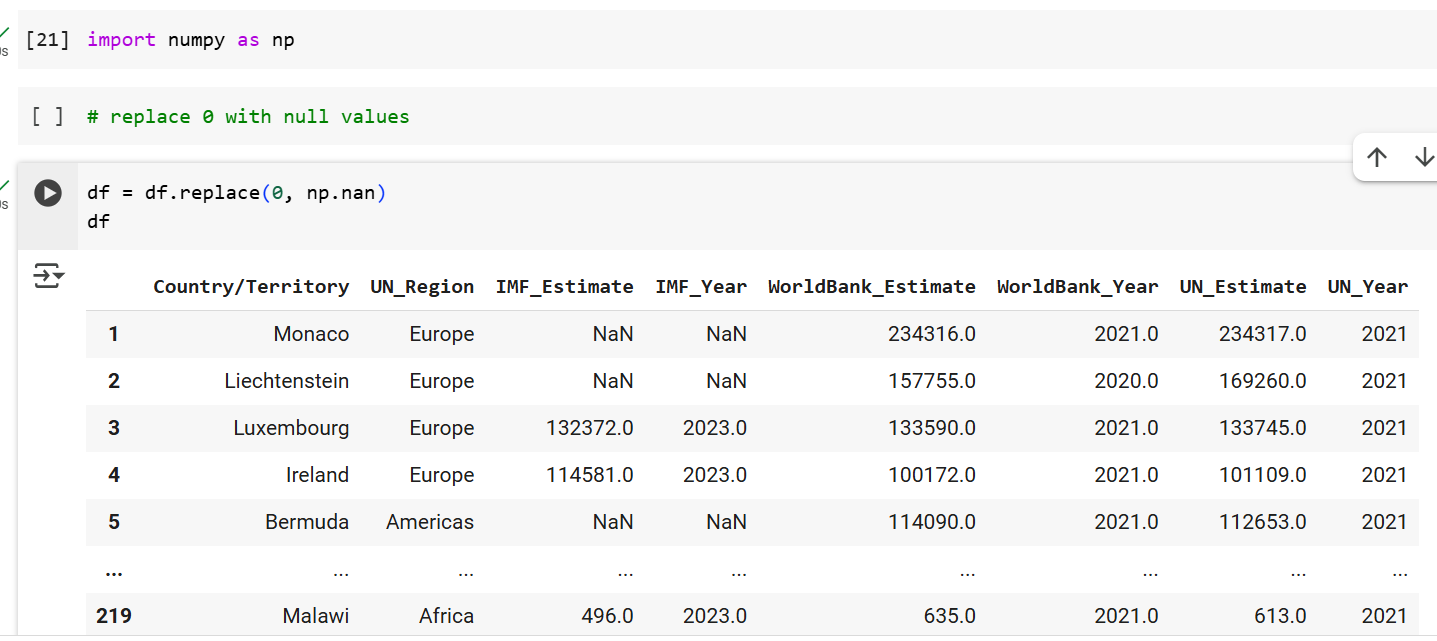 [21] import numpy as np
[ ] # replace 0 with null values
df = df.replace(0, np.nan)
df
Country/Territory UN_Region IMF_Estimate IMF_Year WorldBank_Estimate WorldBank_Year UN_Estimate UN_Year
1 Monaco Europe NaN NaN 234316.0 2021.0 234317.0 2021
2 Liechtenstein Europe NaN NaN 157755.0 2020.0 169260.0 2021
3 Luxembourg Europe 132372.0 2023.0 133590.0 2021.0 133745.0 2021
4 Ireland Europe 114581.0 2023.0 100172.0 2021.0 101109.0 2021
5 Bermuda Americas NaN NaN 114090.0 2021.0 112653.0 2021
... ... ... ... ... ... ... ... ...
219 Malawi Africa 496.0 2023.0 635.0 2021.0 613.0 2021